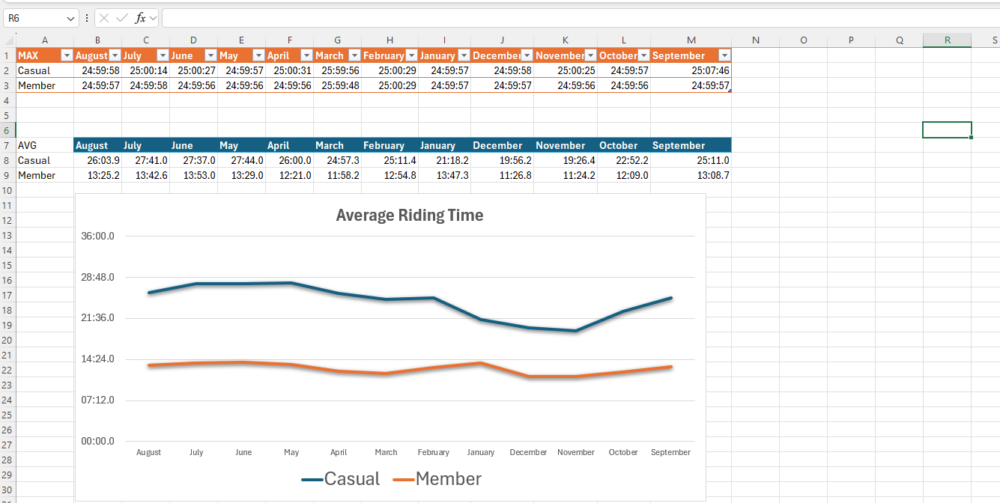 R6 fx
A B C D E F G H I J K L M N O P Q R S
1 MAX August July June May April March February January December November October September
2 Casual 24:59:58 25:00:14 25:00:27 24:59:57 25:00:31 25:59:56 25:00:29 24:59:57 24:59:58 25:00:25 24:59:57 25:07:46
3 Member 24:59:57 24:59:58 24:59:56 24:59:56 24:59:56 25:59:48 25:00:29 24:59:57 24:59:57 24:59:56 24:59:56 24:59:57
4
5
6
7 AVG August July June May April March February January December November October September
8 Casual 26:03.9 27:41.0 27:37.0 27:44.0 26:00.0 24:57.3 25:11.4 21:18.2 19:56.2 19:26.4 22:52.2 25:11.0
9 Member 13:25.2 13:42.6 13:53.0 13:29.0 12:21.0 11:58.2 12:54.8 13:47.3 11:26.8 11:24.2 12:09.0 13:08.7
10
11
12 Average Riding Time
13 36:00.0
14
15
16 28:48.0
17
18
19 21:36.0
20
21
22 14:24.0
23
24
25 07:12.0
26
27 00:00.0
28 August July June May April March February January December November October September
29
30 Casual Member